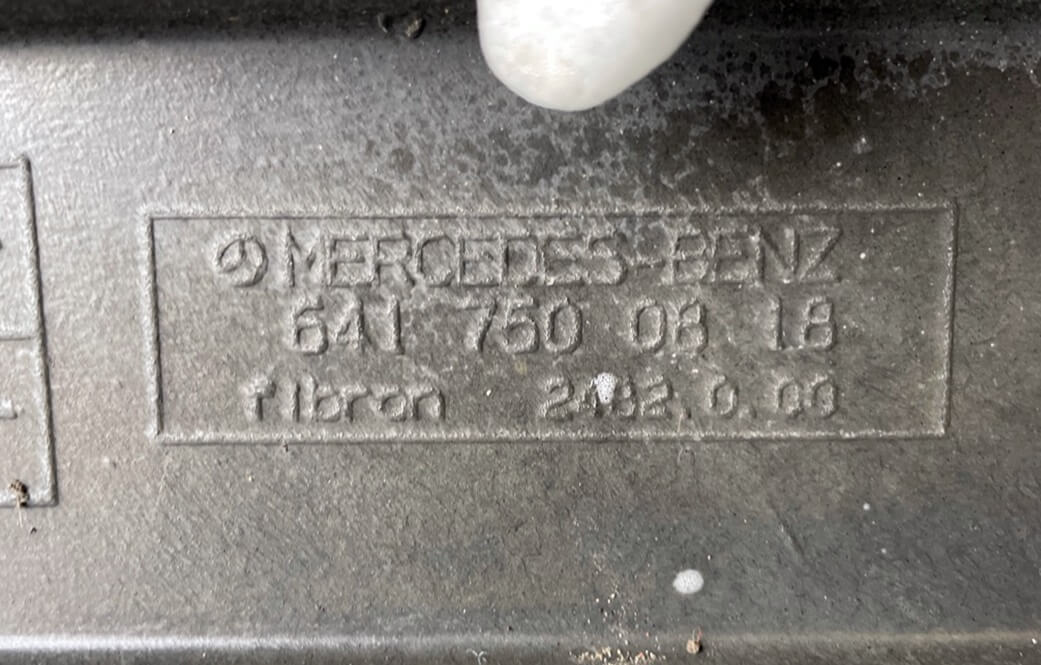 MERCEDES-BENZ
641 750 08 18
fibron 2482.0.00